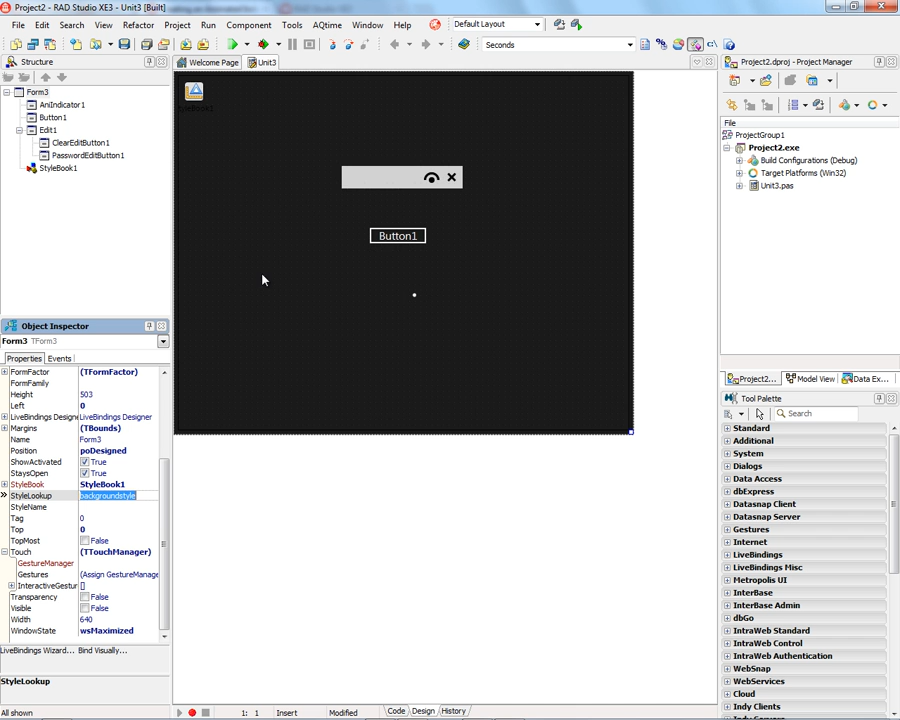 Project2 - RAD Studio XE3 - Unit3 [Built]
File Edit Search View Refactor Project Run Component Tools AQtime Window Help
Default Layout
Seconds
Structure
Form3
AniIndicator1
Button1
Edit1
ClearEditButton1
PasswordEditButton1
StyleBook1
Welcome Page Unit3
Button1
Object Inspector
Form3 TForm3
Properties Events
FormFactor (TFormFactor)
FormFamily
Height 503
Left 0
LiveBindings Design LiveBindings Designer
Margins (TBounds)
Name Form3
Position poDesigned
ShowActivated True
StaysOpen True
StyleBook StyleBook1
StyleLookup backgroundstyle
StyleName
Tag 0
Top 0
TopMost False
Touch (TTouchManager)
GestureManager
Gestures (Assign GestureManage
InteractiveGestur []
Transparency False
Visible False
Width 640
WindowState wsMaximized
LiveBindings Wizard... Bind Visually...
StyleLookup
All shown
1: 1 Insert Modified Code Design History
Project2.dproj - Project Manager
File
ProjectGroup1
Project2.exe
Build Configurations (Debug)
Target Platforms (Win32)
Unit3.pas
Project2... Model View Data Ex...
Tool Palette
Search
Standard
Additional
System
Dialogs
Data Access
dbExpress
Datasnap Client
Datasnap Server
Gestures
Internet
LiveBindings
LiveBindings Misc
Metropolis UI
InterBase
InterBase Admin
dbGo
IntraWeb Standard
IntraWeb Control
IntraWeb Authentication
WebSnap
WebServices
Cloud
Indy Clients